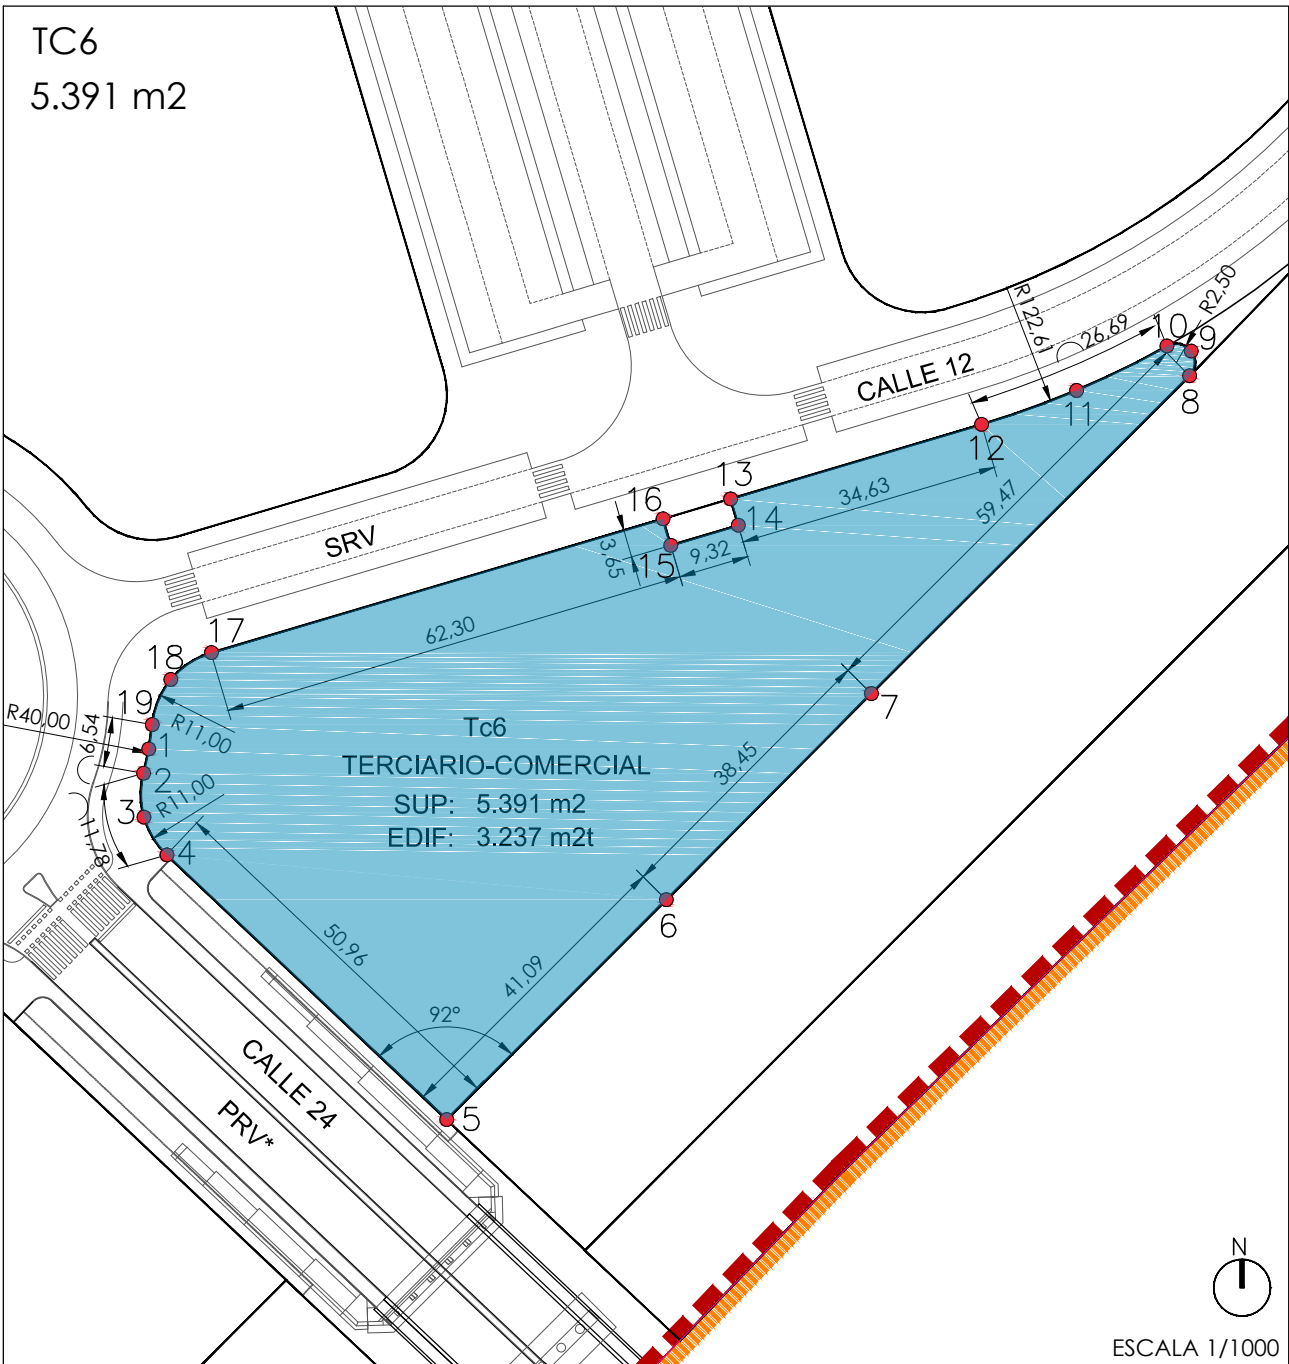 TC6
5.391 m2
R2,50
R122,61
26,69
10
9
8
CALLE 12
11
12
13
34,63
59,47
16
14
SRV
3,65
15
9,32
17
62,30
18
19
R40,00
6,54
R11,00
7
1
Tc6
2
TERCIARIO-COMERCIAL
38,45
R11,00
SUP: 5.391 m2
3
EDIF: 3.237 m2t
11,78
4
6
50,96
41,09
92°
CALLE 24
5
PRV*
N
ESCALA 1/1000